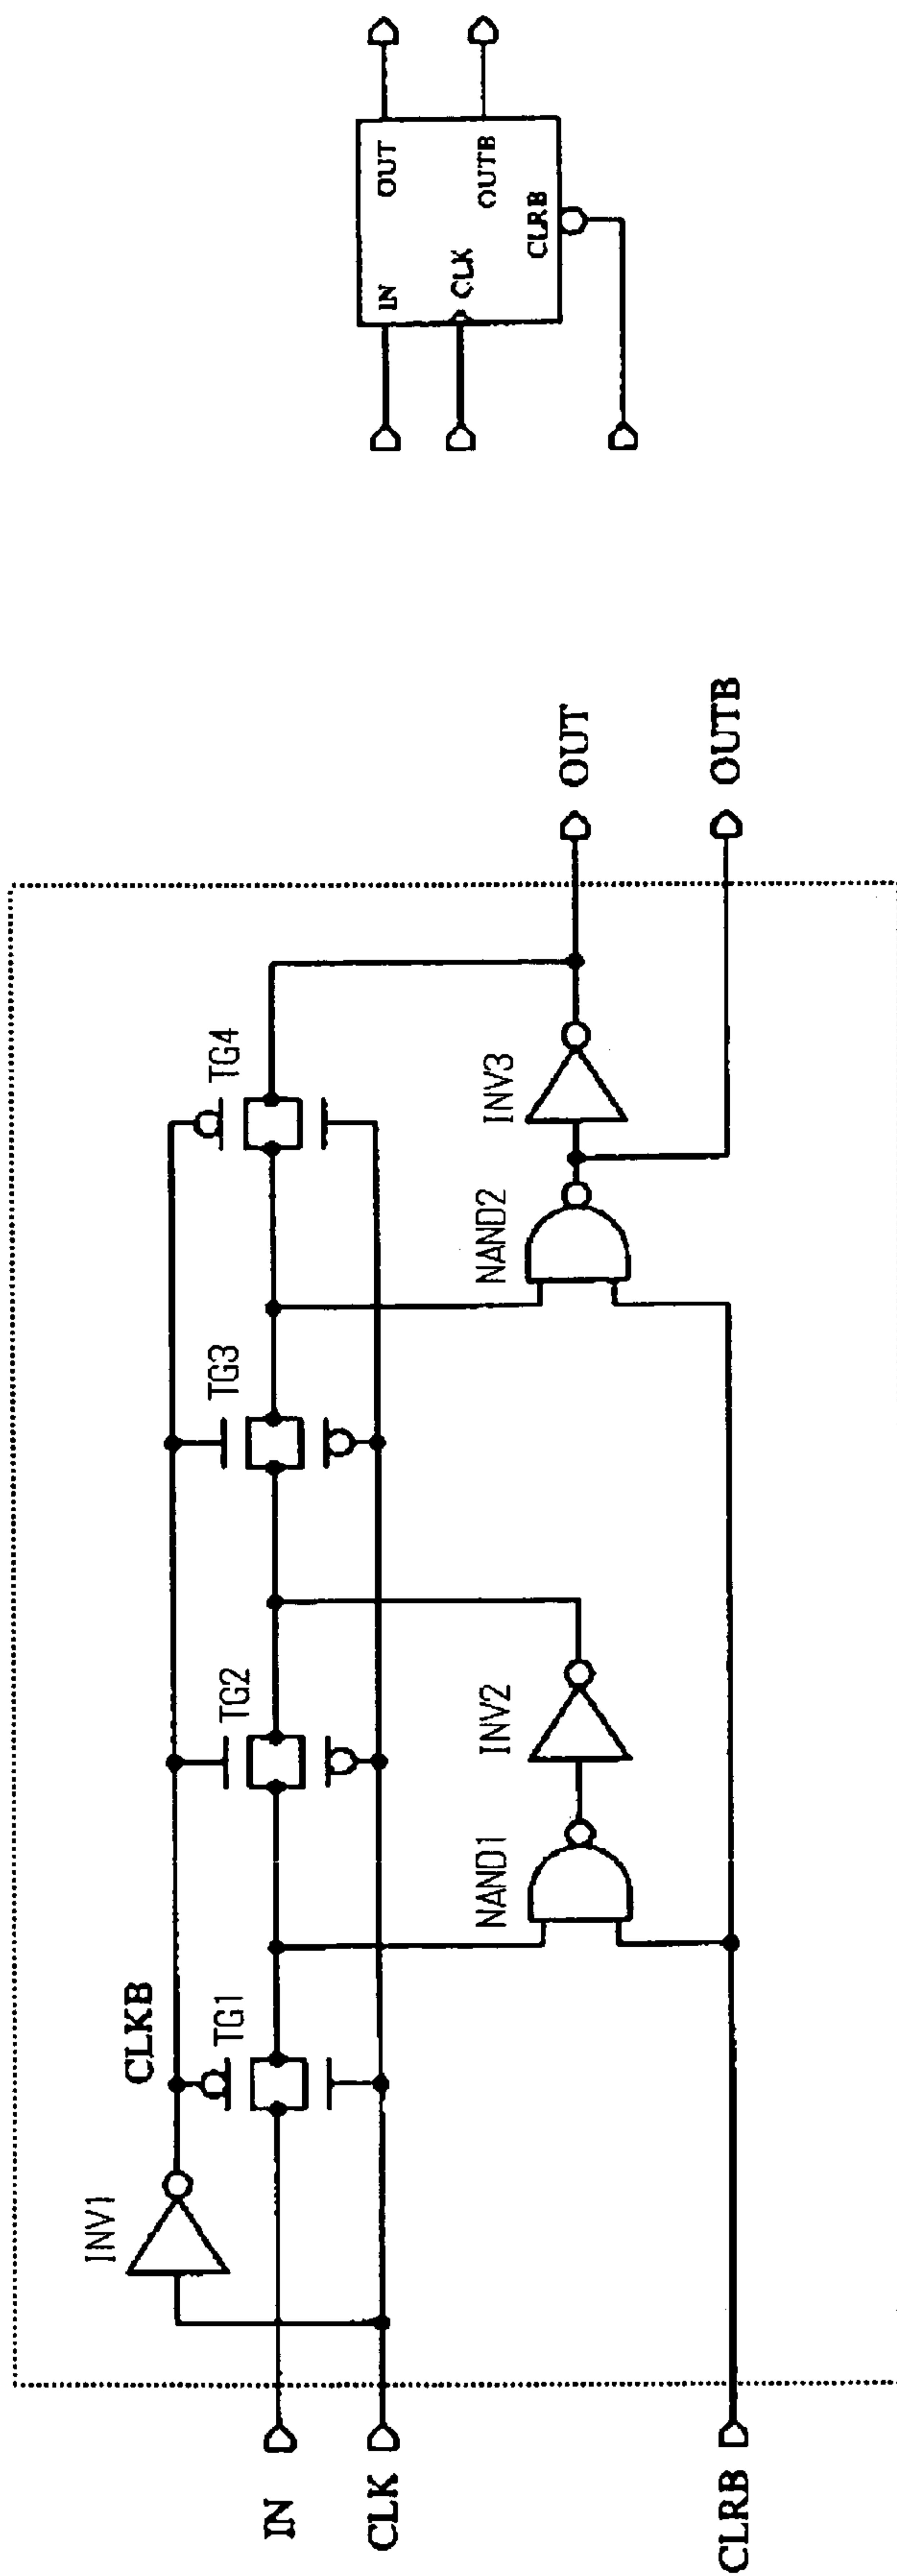 INV1
CLKB
TG1
TG2
TG3
TG4
IN
CLK
NAND1
INV2
NAND2
INV3
OUT
CLRB
OUTB
IN
OUT
CLK
OUTB
CLRB